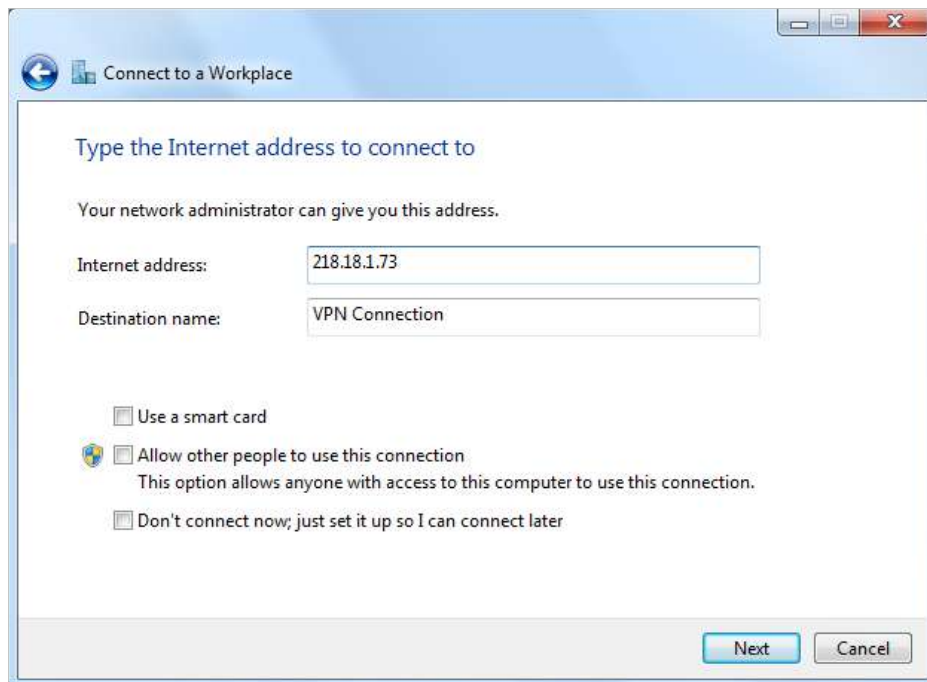 Connect to a Workplace
Type the Internet address to connect to
Your network administrator can give you this address.
Internet address: 218.18.1.73
Destination name: VPN Connection
Use a smart card
Allow other people to use this connection
This option allows anyone with access to this computer to use this connection.
Don't connect now; just set it up so I can connect later
Next Cancel